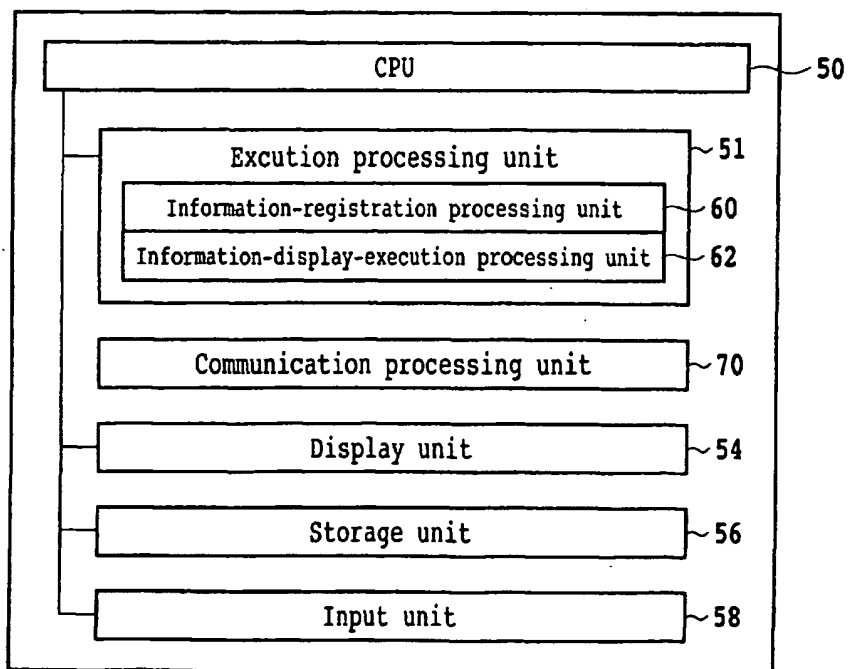 CPU 50
Excution processing unit 51
Information-registration processing unit 60
Information-display-execution processing unit 62
Communication processing unit 70
Display unit 54
Storage unit 56
Input unit 58